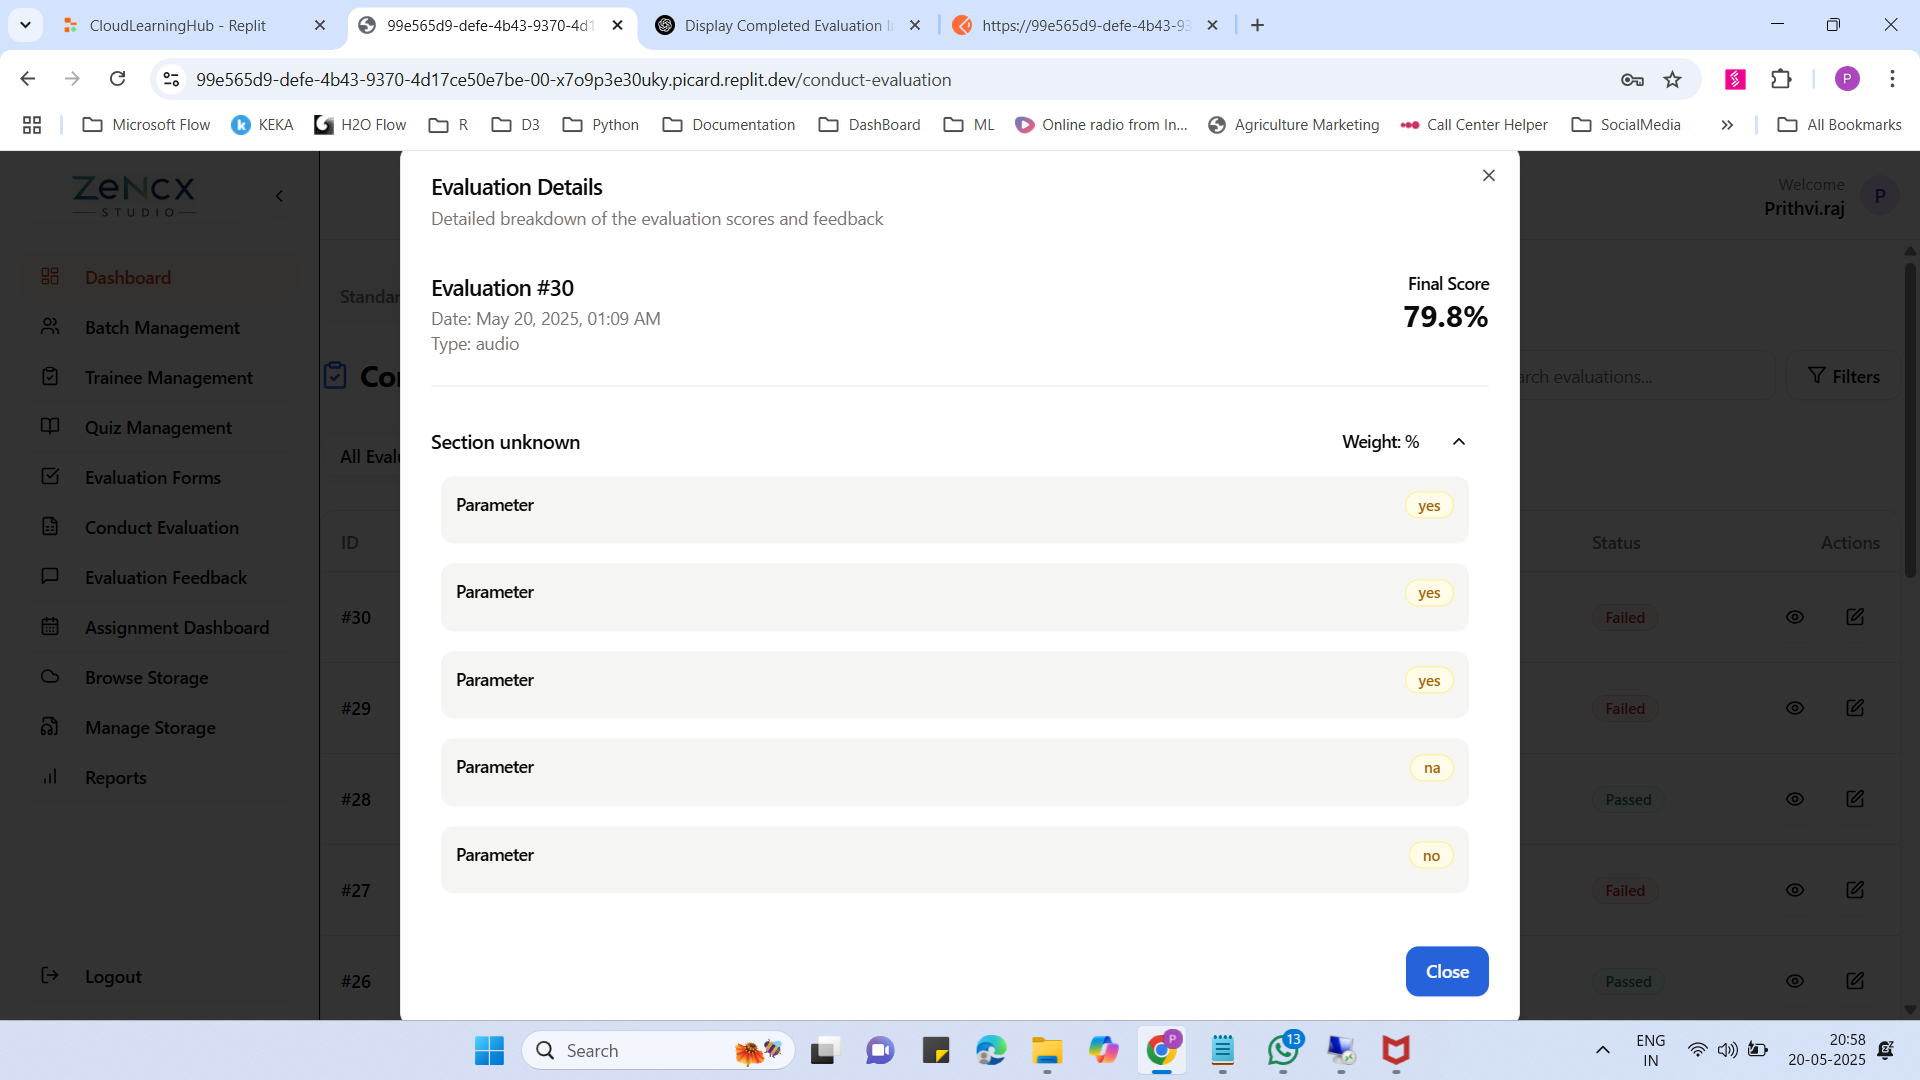 CloudLearningHub - Replit
99e565d9-defe-4b43-9370-4d1
Display Completed Evaluation I
https://99e565d9-defe-4b43-93
99e565d9-defe-4b43-9370-4d17ce50e7be-00-x7o9p3e30uky.picard.replit.dev/conduct-evaluation
P
Microsoft Flow
KEKA
H2O Flow
R
D3
Python
Documentation
DashBoard
ML
Online radio from In...
Agriculture Marketing
Call Center Helper
SocialMedia
All Bookmarks
ZENCX
STUDIO
Dashboard
Batch Management
Trainee Management
Quiz Management
Evaluation Forms
Conduct Evaluation
Evaluation Feedback
Assignment Dashboard
Browse Storage
Manage Storage
Reports
Logout
Welcome
Prithvi.raj
P
Standar
Con
arch evaluations...
Filters
All Evalu
ID
Status
Actions
#30
Failed
#29
Failed
#28
Passed
#27
Failed
#26
Passed
Evaluation Details
Detailed breakdown of the evaluation scores and feedback
Evaluation #30
Date: May 20, 2025, 01:09 AM
Type: audio
Final Score
79.8%
Section unknown
Weight: %
Parameter
yes
Parameter
yes
Parameter
yes
Parameter
na
Parameter
no
Close
Search
P
13
ENG
IN
20:58
20-05-2025